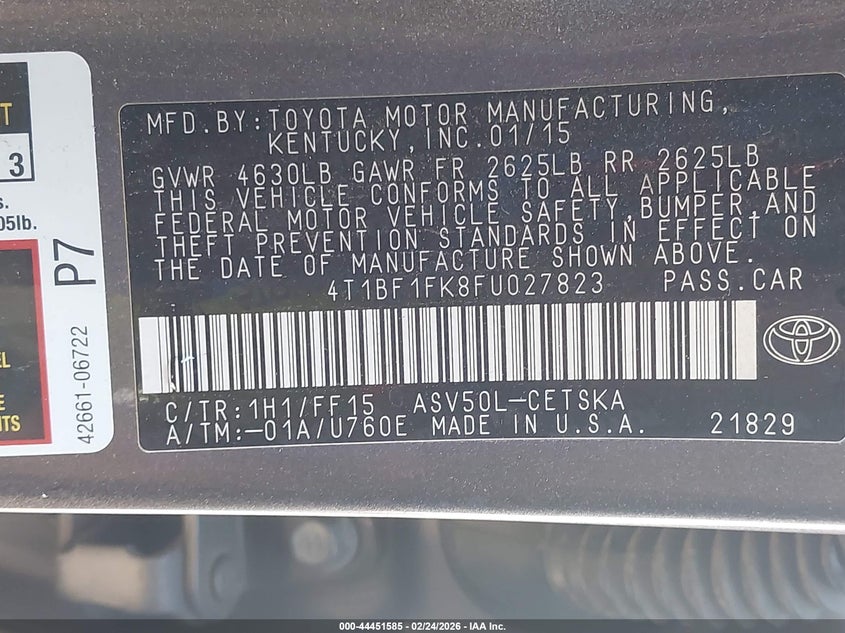 MFD.BY:TOYOTA MOTOR MANUFACTURING,
KENTUCKY,INC.01/15
GVWR 4630LB GAWR FR 2625LB RR 2625LB
THIS VEHICLE CONFORMS TO ALL APPLICABLE
FEDERAL MOTOR VEHICLE SAFETY,BUMPER,AND
THEFT PREVENTION STANDARDS IN EFFECT ON
THE DATE OF MANUFACTURE SHOWN ABOVE.
4T1BF1FK8FU027823 PASS.CAR
C/TR:1H1/FF15 ASV50L-CETSKA
A/TM:-01A/U760E MADE IN U.S.A. 21829
3
P7
42661-06722
000-44451585 - 02/24/2026 - IAA Inc.